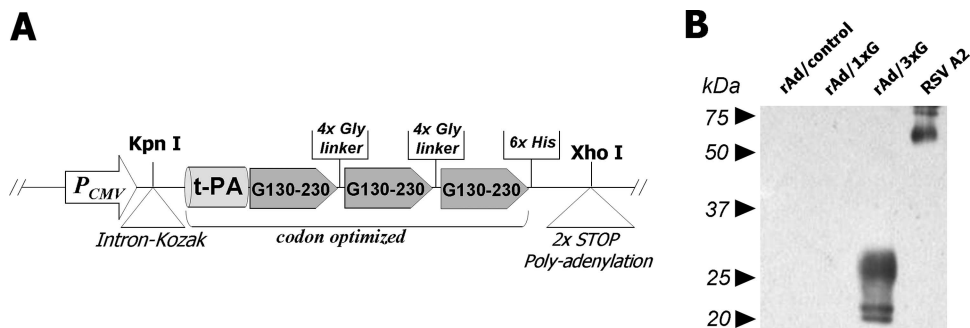 A
P CMV
Kpn I
Intron-Kozak
t-PA
G130-230
4x Gly
linker
G130-230
4x Gly
linker
G130-230
6x His
Xho I
codon optimized
2x STOP
Poly-adenylation
B
kDa
rAd/control
rAd/1xG
rAd/3xG
RSV A2
75
50
37
25
20